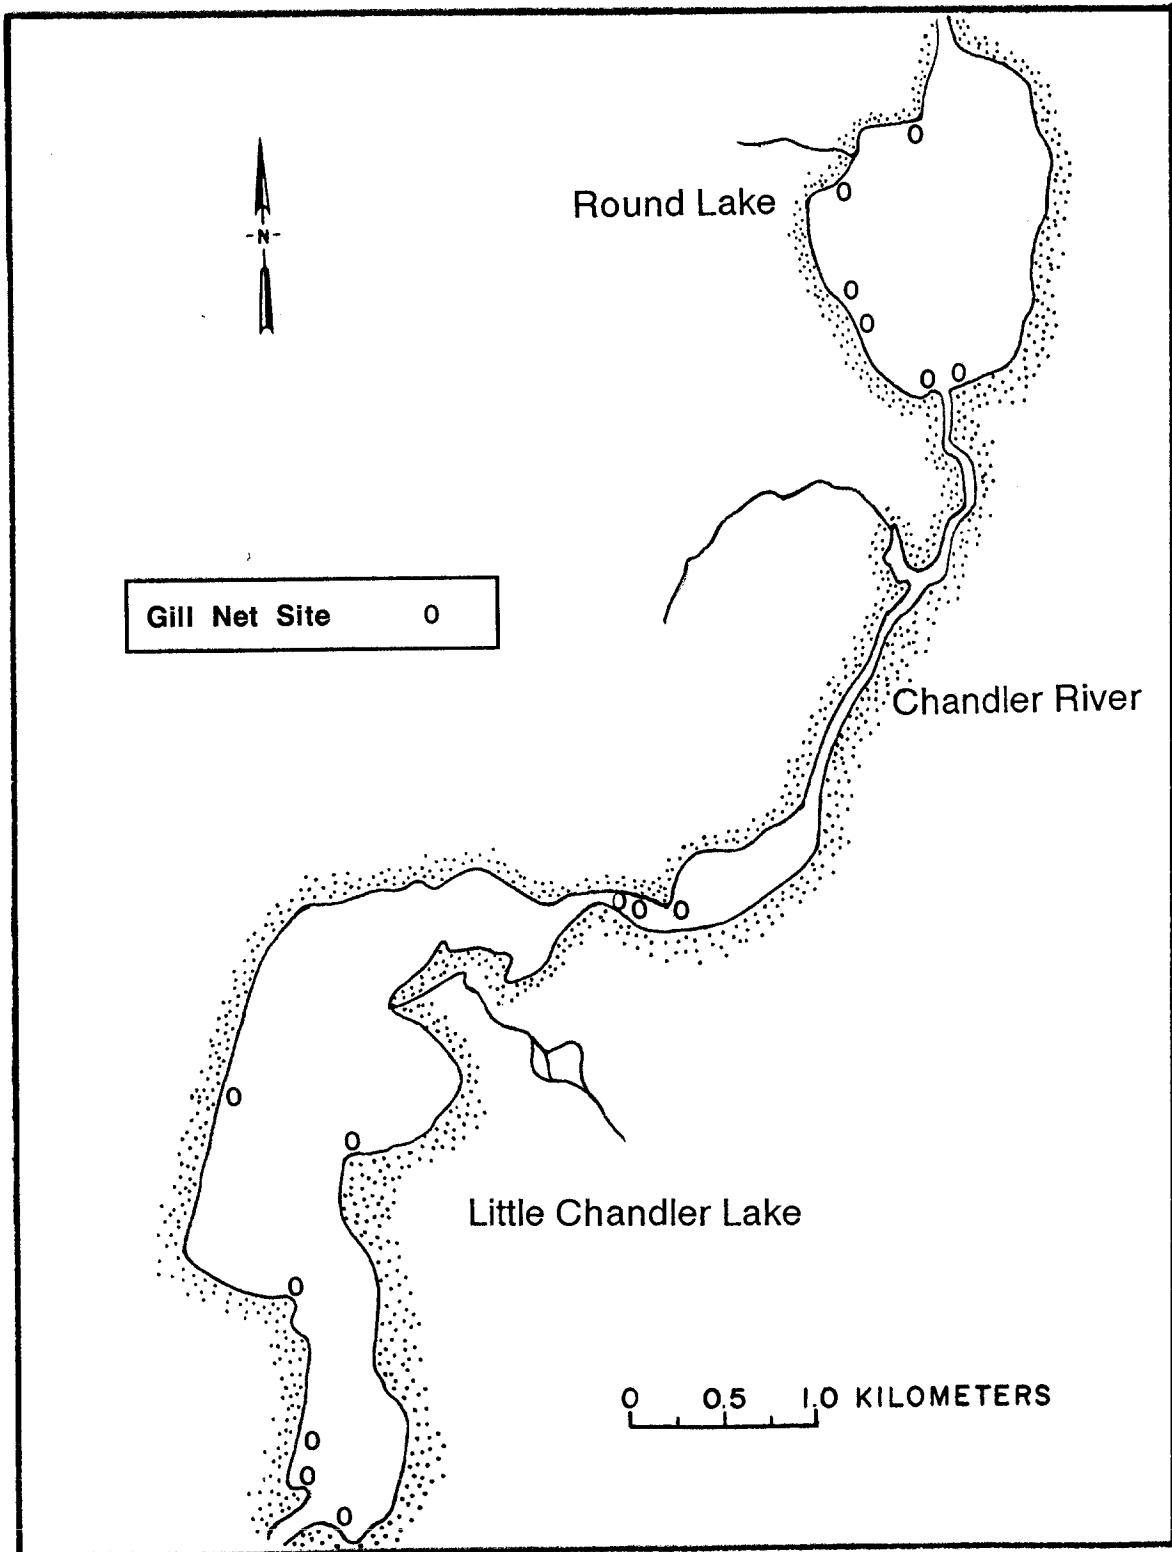 Round Lake
-N-
Gill Net Site 0
Chandler River
Little Chandler Lake
0 0.5 1.0 KILOMETERS